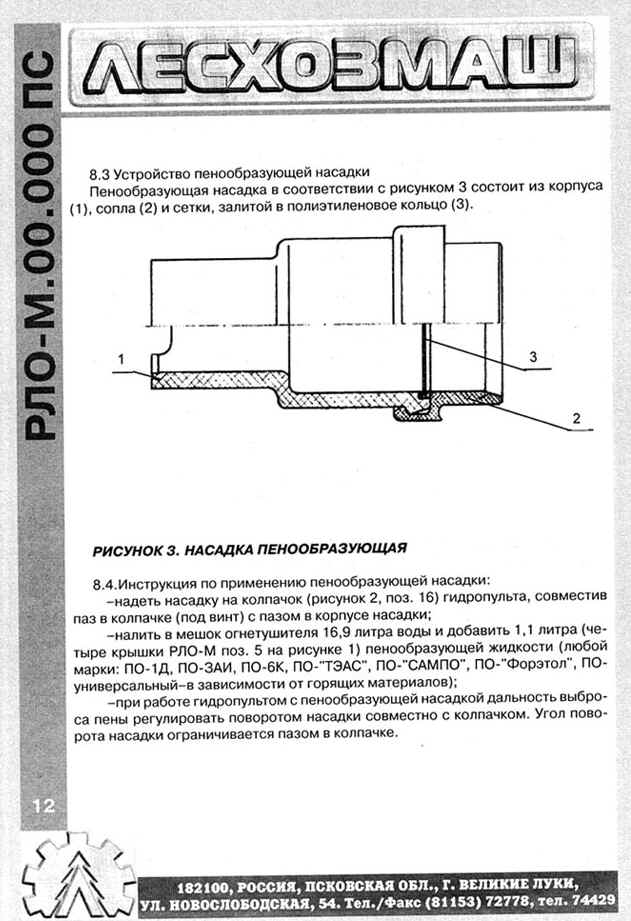 ЛЕСХОЗМАШ
РЛО-М.00.000 ПС
8.3 Устройство пенообразующей насадки
Пенообразующая насадка в соответствии с рисунком 3 состоит из корпуса
(1), сопла (2) и сетки, залитой в полиэтиленовое кольцо (3).
1
3
2
РИСУНОК 3. НАСАДКА ПЕНООБРАЗУЮЩАЯ
8.4.Инструкция по применению пенообразующей насадки:
–надеть насадку на колпачок (рисунок 2, поз. 16) гидропульта, совместив
паз в колпачке (под винт) с пазом в корпусе насадки;
–налить в мешок огнетушителя 16,9 литра воды и добавить 1,1 литра (че-
тыре крышки РЛО-М поз. 5 на рисунке 1) пенообразующей жидкости (любой
марки: ПО-1Д, ПО-ЗАИ, ПО-6К, ПО-"ТЭАС", ПО-"САМПО", ПО-"Форэтол", ПО-
универсальный–в зависимости от горящих материалов);
–при работе гидропультом с пенообразующей насадкой дальность выбро-
са пены регулировать поворотом насадки совместно с колпачком. Угол пово-
рота насадки ограничивается пазом в колпачке.
12
182100, РОССИЯ, ПСКОВСКАЯ ОБЛ., Г. ВЕЛИКИЕ ЛУКИ,
УЛ. НОВОСЛОБОДСКАЯ, 54. Тел./Факс (81153) 72778, тел. 74429